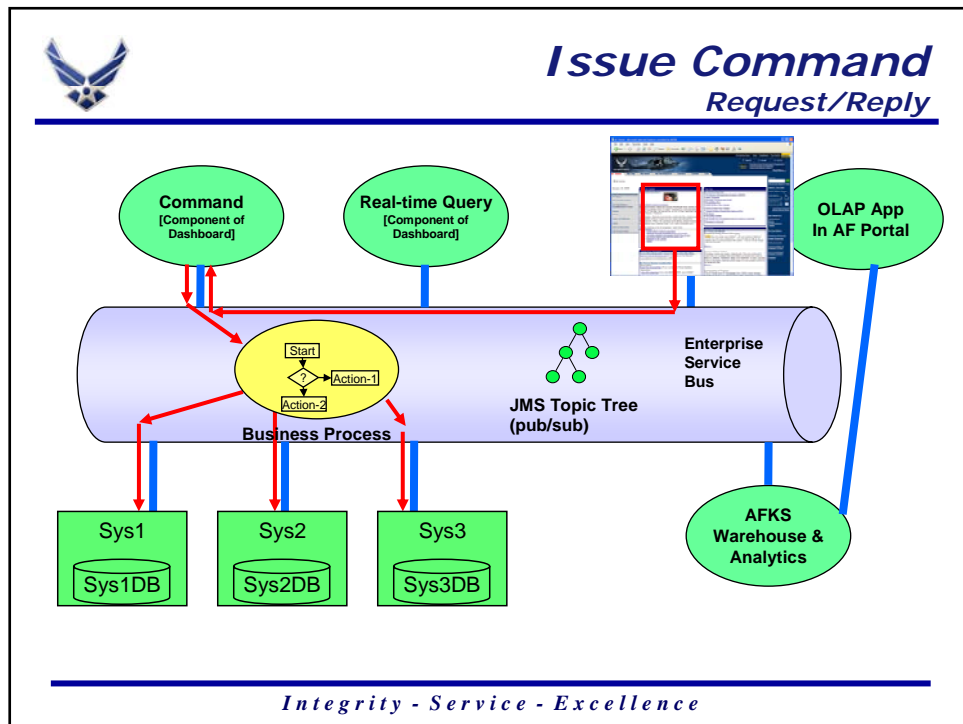 Issue Command
Request/Reply
Command
[Component of
Dashboard]
Real-time Query
[Component of
Dashboard]
OLAP App
In AF Portal
Start
?
Action-1
Action-2
Business Process
JMS Topic Tree
(pub/sub)
Enterprise
Service
Bus
Sys1
Sys1DB
Sys2
Sys2DB
Sys3
Sys3DB
AFKS
Warehouse &
Analytics
Integrity - Service - Excellence